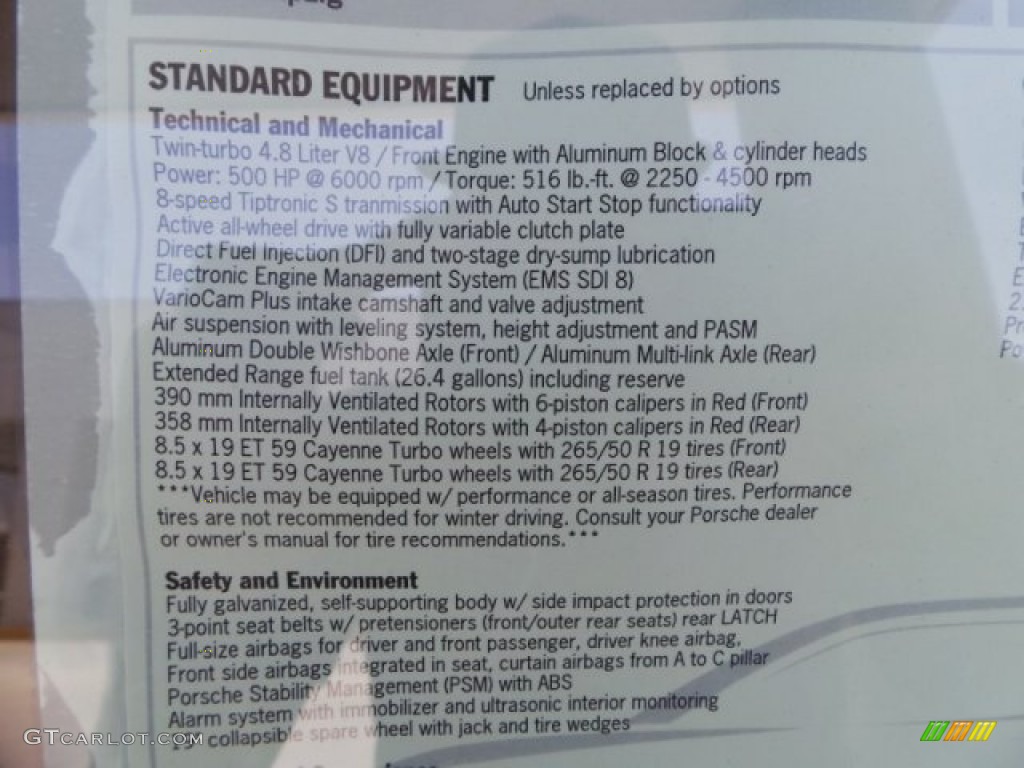 STANDARD EQUIPMENT Unless replaced by options
Technical and Mechanical
Twin-turbo 4.8 Liter V8 / Front Engine with Aluminum Block & cylinder heads
Power: 500 HP @ 6000 rpm / Torque: 516 lb.-ft. @ 2250 - 4500 rpm
8-speed Tiptronic S tranmission with Auto Start Stop functionality
Active all-wheel drive with fully variable clutch plate
Direct Fuel Injection (DFI) and two-stage dry-sump lubrication
Electronic Engine Management System (EMS SDI 8)
VarioCam Plus intake camshaft and valve adjustment
Air suspension with leveling system, height adjustment and PASM
Aluminum Double Wishbone Axle (Front) / Aluminum Multi-link Axle (Rear)
Extended Range fuel tank (26.4 gallons) including reserve
390 mm Internally Ventilated Rotors with 6-piston calipers in Red (Front)
358 mm Internally Ventilated Rotors with 4-piston calipers in Red (Rear)
8.5 x 19 ET 59 Cayenne Turbo wheels with 265/50 R 19 tires (Front)
8.5 x 19 ET 59 Cayenne Turbo wheels with 265/50 R 19 tires (Rear)
***Vehicle may be equipped w/ performance or all-season tires. Performance
tires are not recommended for winter driving. Consult your Porsche dealer
or owner's manual for tire recommendations.***
Safety and Environment
Fully galvanized, self-supporting body w/ side impact protection in doors
3-point seat belts w/ pretensioners (front/outer rear seats) rear LATCH
Full-size airbags for driver and front passenger, driver knee airbag,
Front side airbags integrated in seat, curtain airbags from A to C pillar
Porsche Stability Management (PSM) with ABS
Alarm system with immobilizer and ultrasonic interior monitoring
collapsible spare wheel with jack and tire wedges
GTCARLOT.COM